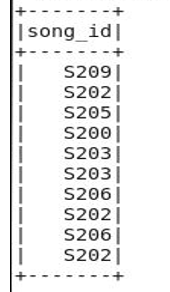 +-------+
|song_id|
+-------+
|   S209|
|   S202|
|   S205|
|   S200|
|   S203|
|   S203|
|   S206|
|   S202|
|   S206|
|   S202|
+-------+